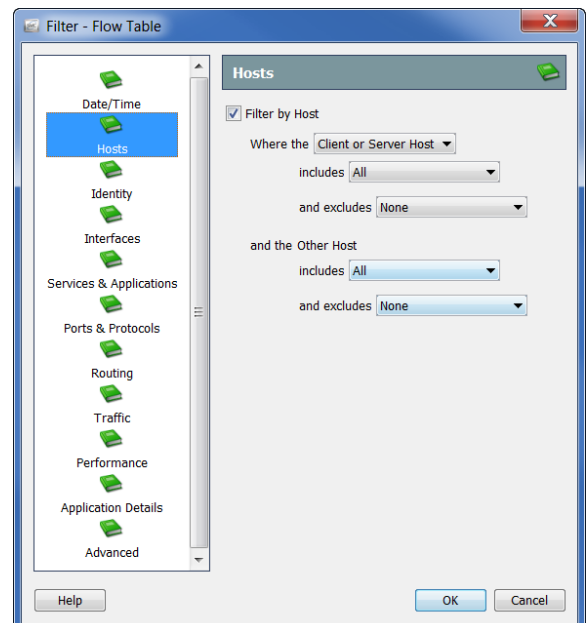 Filter - Flow Table
Date/Time
Hosts
Identity
Interfaces
Services & Applications
Ports & Protocols
Routing
Traffic
Performance
Application Details
Advanced
Hosts
Filter by Host
Where the Client or Server Host
includes All
and excludes None
and the Other Host
includes All
and excludes None
Help OK Cancel